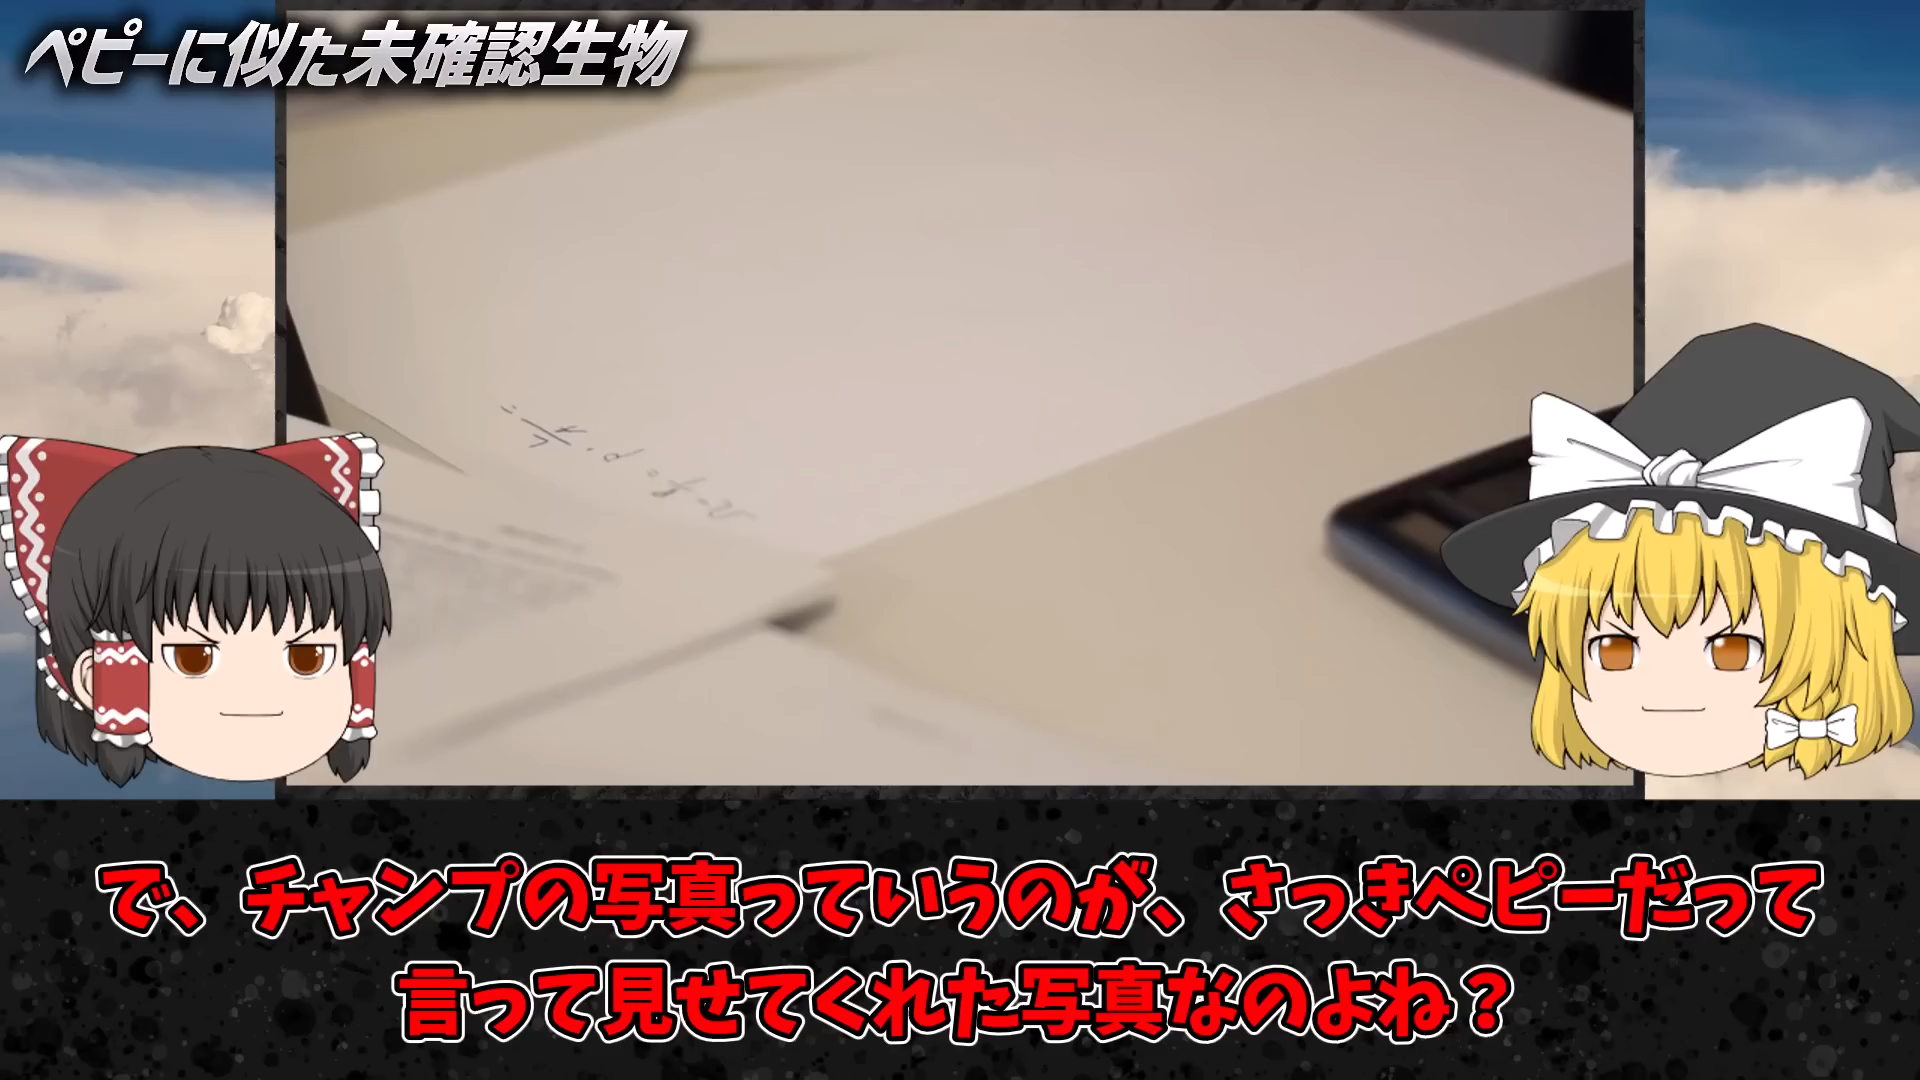 ペピーに似た未確認生物
で、チャンプの写真っていうのが、さっきペピーだって
言って見せてくれた写真なのよね？